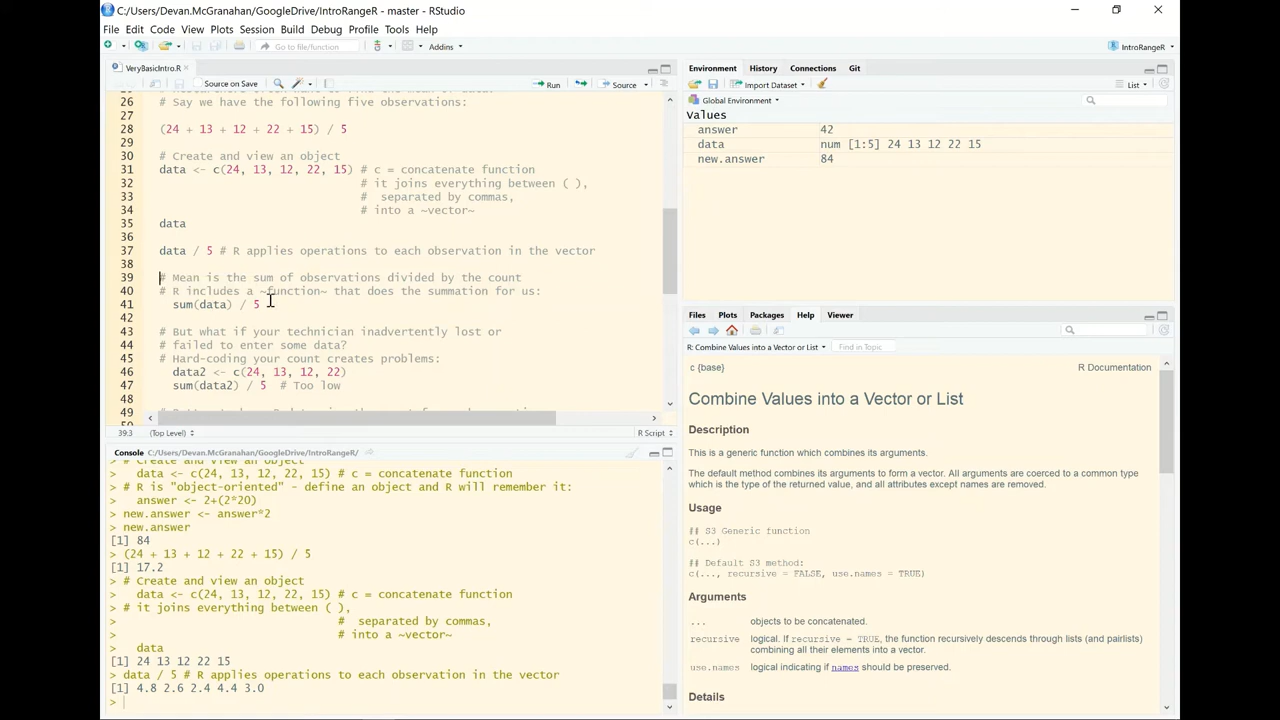 C:/Users/Devan.McGranahan/GoogleDrive/IntroRangeR - master - RStudio
File Edit Code View Plots Session Build Debug Profile Tools Help
Go to file/function Addins IntroRangeR
VeryBasicIntro.R
Source on Save Run Source
26 # Say we have the following five observations:
27
28 (24 + 13 + 12 + 22 + 15) / 5
29
30 # Create and view an object
31 data <- c(24, 13, 12, 22, 15) # c = concatenate function
32 # it joins everything between ( ),
33 # separated by commas,
34 # into a ~vector~
35 data
36
37 data / 5 # R applies operations to each observation in the vector
38
39 # Mean is the sum of observations divided by the count
40 # R includes a ~function~ that does the summation for us:
41 sum(data) / 5
42
43 # But what if your technician inadvertently lost or
44 # failed to enter some data?
45 # Hard-coding your count creates problems:
46 data2 <- c(24, 13, 12, 22)
47 sum(data2) / 5 # Too low
48
49
39:3 (Top Level) R Script
Console C:/Users/Devan.McGranahan/GoogleDrive/IntroRangeR/
> # Create and view an object
> data <- c(24, 13, 12, 22, 15) # c = concatenate function
> # R is "object-oriented" - define an object and R will remember it:
> answer <- 2+(2*20)
> new.answer <- answer*2
> new.answer
[1] 84
> (24 + 13 + 12 + 22 + 15) / 5
[1] 17.2
> # Create and view an object
> data <- c(24, 13, 12, 22, 15) # c = concatenate function
> # it joins everything between ( ),
> # separated by commas,
> # into a ~vector~
> data
[1] 24 13 12 22 15
> data / 5 # R applies operations to each observation in the vector
[1] 4.8 2.6 2.4 4.4 3.0
>
Environment History Connections Git
Import Dataset List
Global Environment
Values
answer 42
data num [1:5] 24 13 12 22 15
new.answer 84
Files Plots Packages Help Viewer
R: Combine Values into a Vector or List Find in Topic
c {base} R Documentation
Combine Values into a Vector or List
Description
This is a generic function which combines its arguments.
The default method combines its arguments to form a vector. All arguments are coerced to a common type
which is the type of the returned value, and all attributes except names are removed.
Usage
## S3 Generic function
c(...)
## Default S3 method:
c(..., recursive = FALSE, use.names = TRUE)
Arguments
... objects to be concatenated.
recursive logical. If recursive = TRUE, the function recursively descends through lists (and pairlists)
combining all their elements into a vector.
use.names logical indicating if names should be preserved.
Details